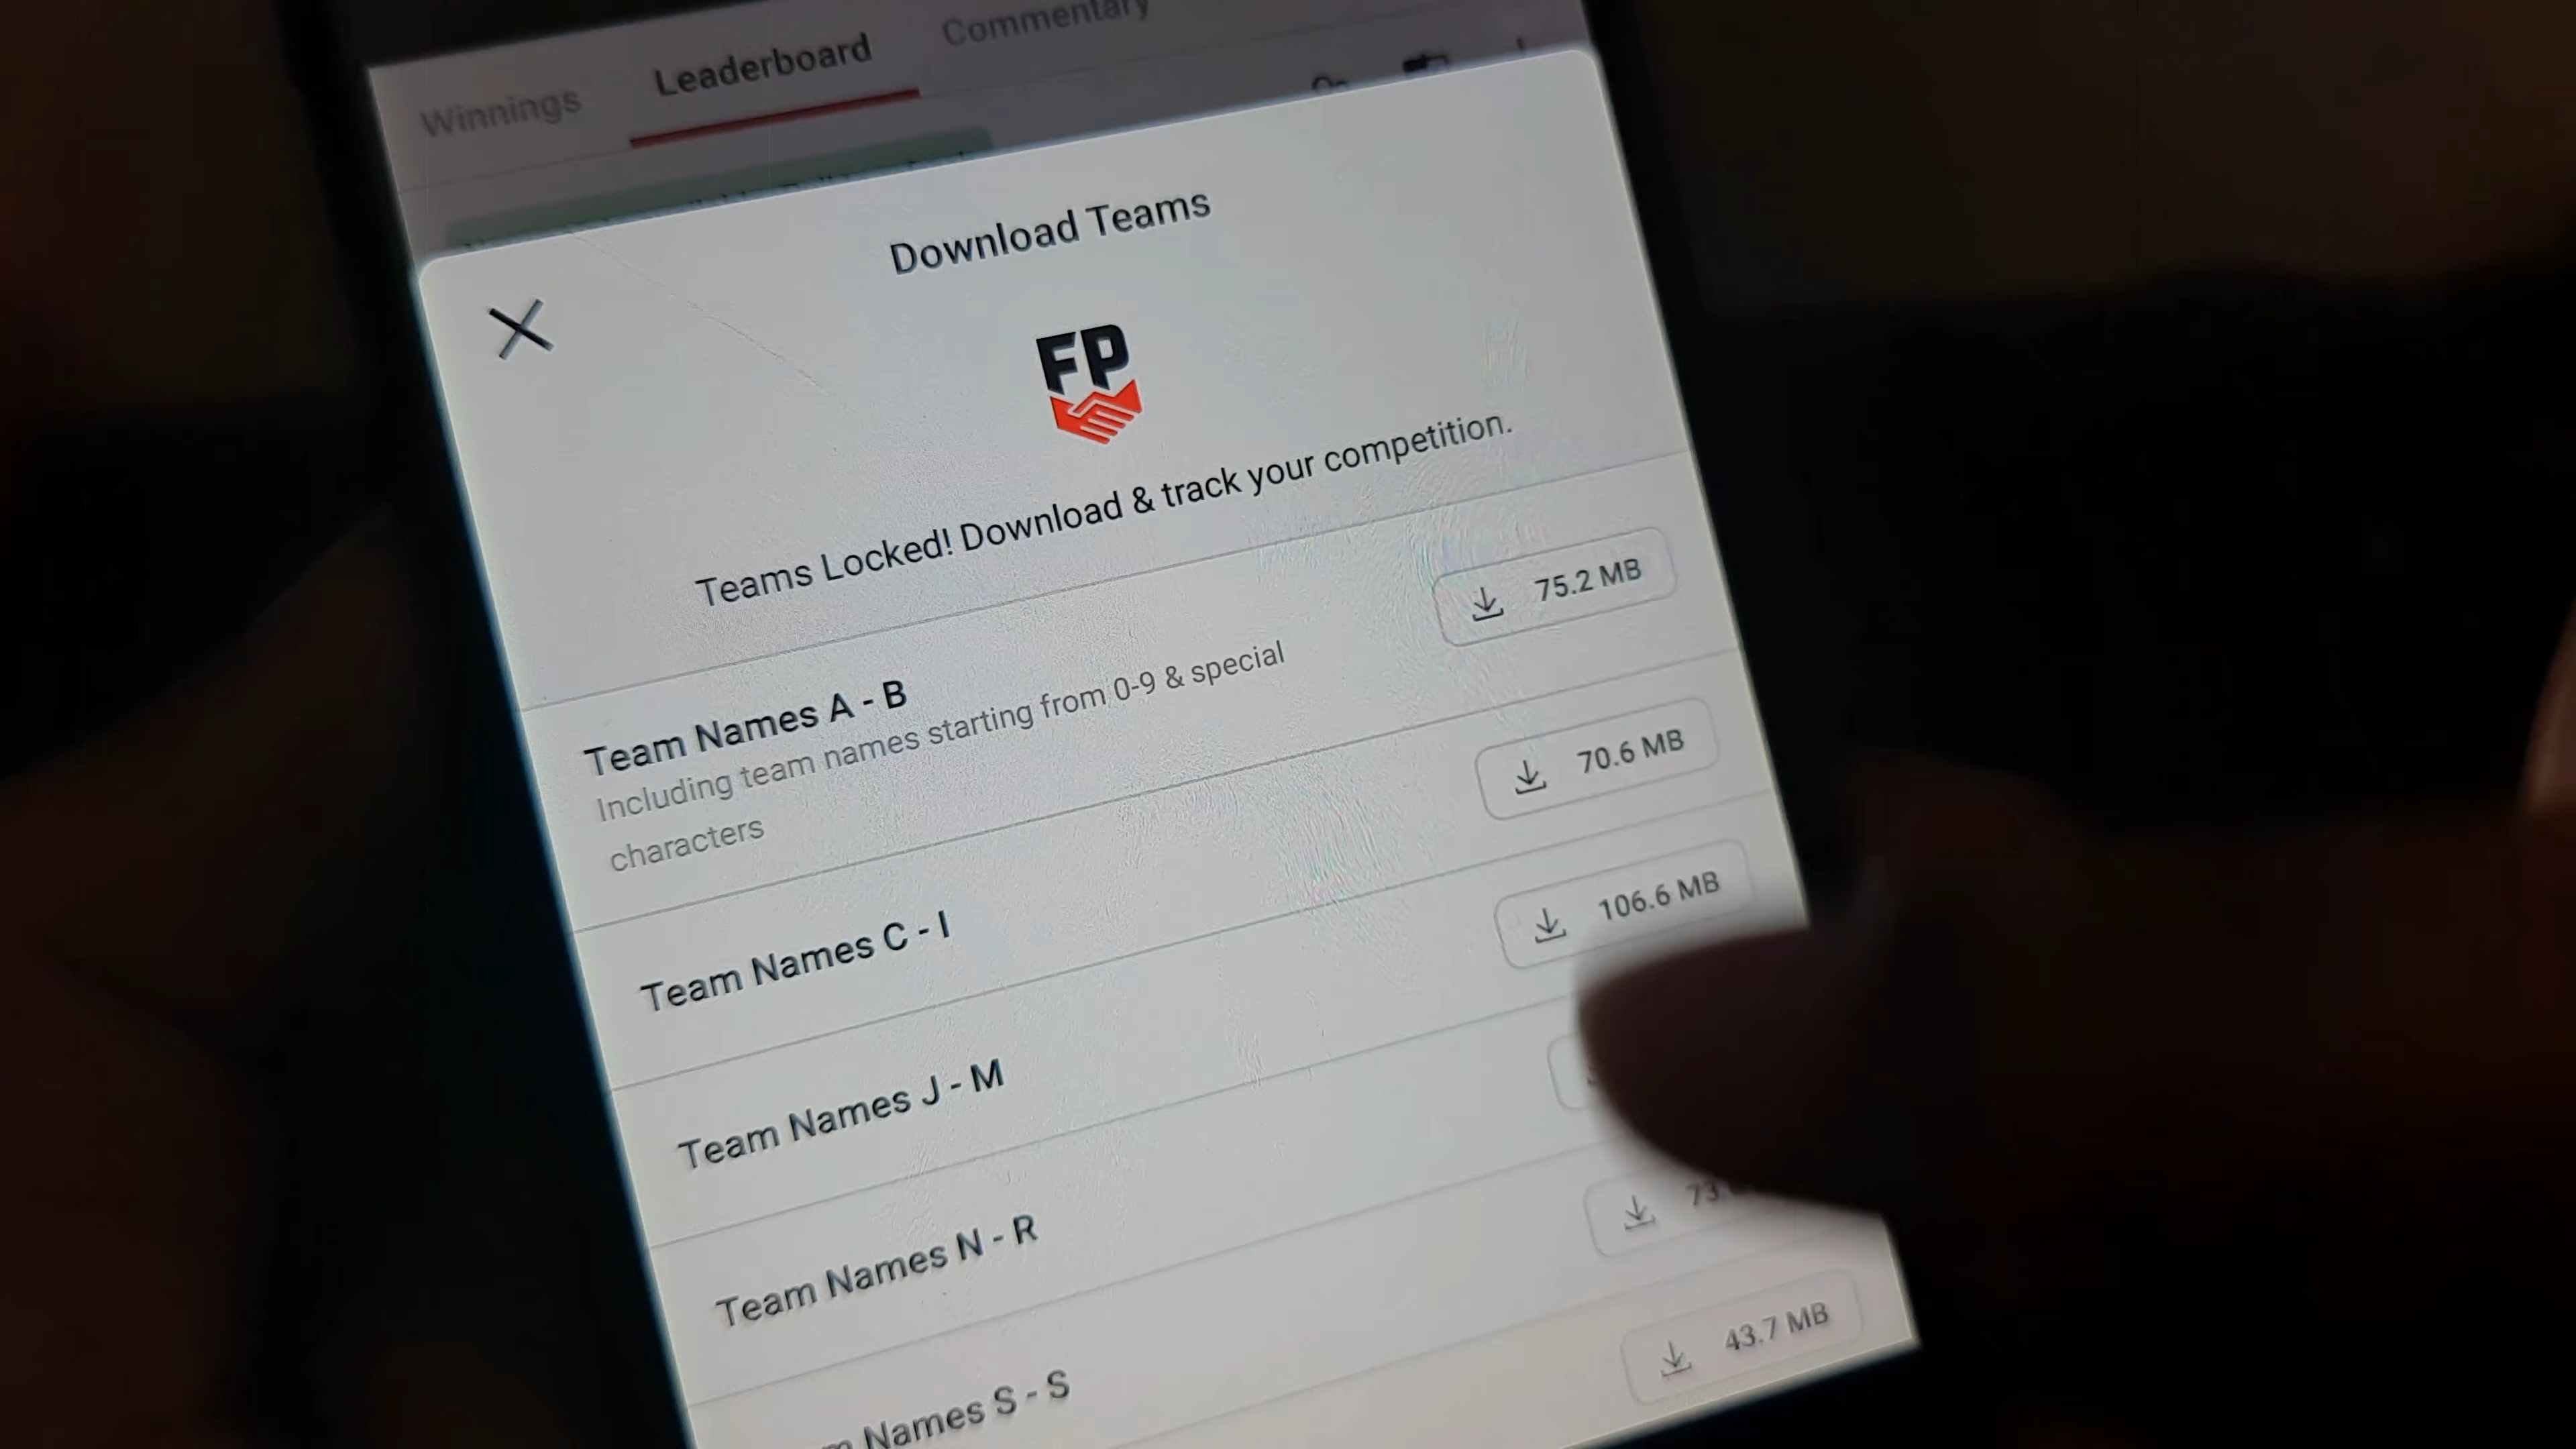 Winnings Leaderboard Commentary
Download Teams
FP
Teams Locked! Download & track your competition.
Team Names A - B
75.2 MB
Including team names starting from 0-9 & special
characters
Team Names C - I
70.6 MB
Team Names J - M
106.6 MB
Team Names N - R
Team Names S - S
43.7 MB